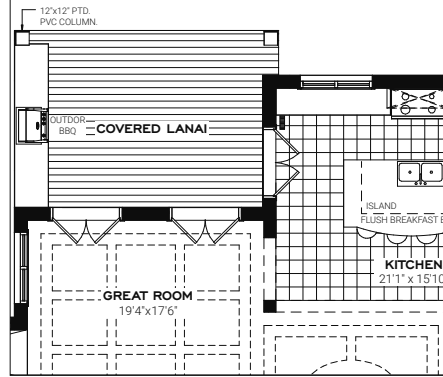 12"x12" PTD.
PVC COLUMN.
OUTDOOR
BBQ
COVERED LANAI
ISLAND
FLUSH BREAKFAST
KITCHEN
21'1" x 15'10
GREAT ROOM
19'4"x17'6"